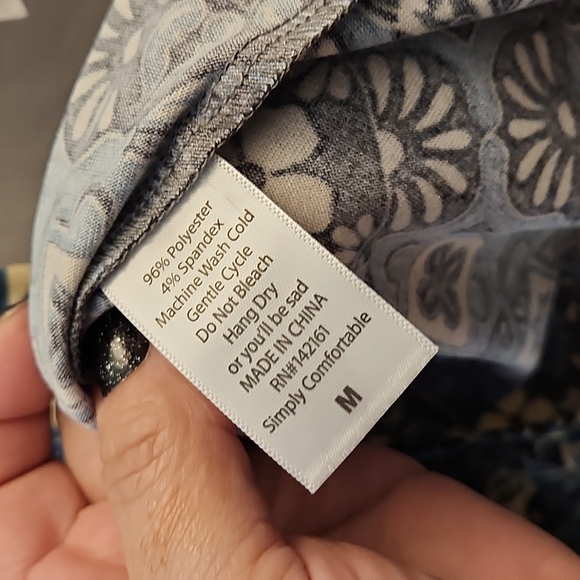 96% Polyester
4% Spandex
Machine Wash Cold
Gentle Cycle
Do Not Bleach
Hang Dry
or you'll be sad
MADE IN CHINA
RN#142161
Simply Comfortable
M